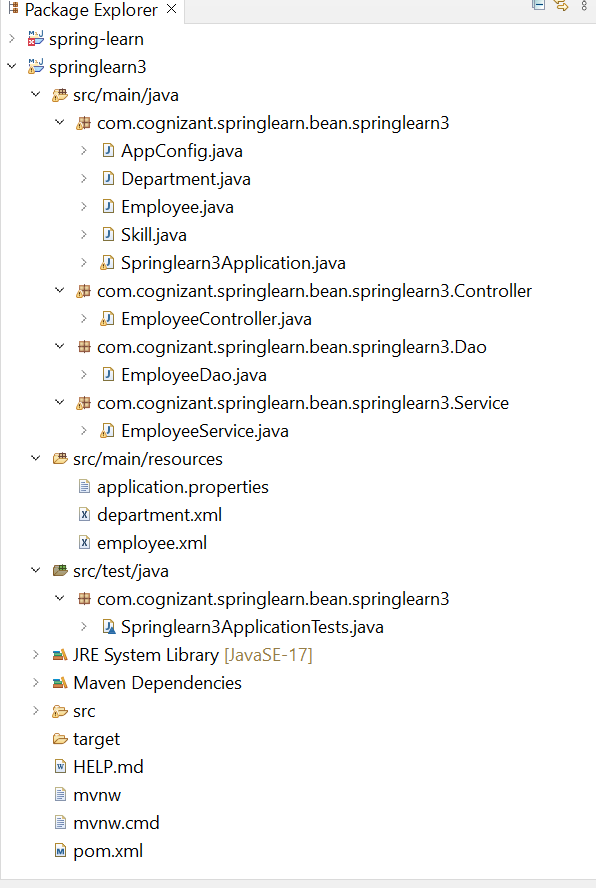 Package Explorer
spring-learn
springlearn3
src/main/java
com.cognizant.springlearn.bean.springlearn3
AppConfig.java
Department.java
Employee.java
Skill.java
Springlearn3Application.java
com.cognizant.springlearn.bean.springlearn3.Controller
EmployeeController.java
com.cognizant.springlearn.bean.springlearn3.Dao
EmployeeDao.java
com.cognizant.springlearn.bean.springlearn3.Service
EmployeeService.java
src/main/resources
application.properties
department.xml
employee.xml
src/test/java
com.cognizant.springlearn.bean.springlearn3
Springlearn3ApplicationTests.java
JRE System Library [JavaSE-17]
Maven Dependencies
src
target
HELP.md
mvnw
mvnw.cmd
pom.xml